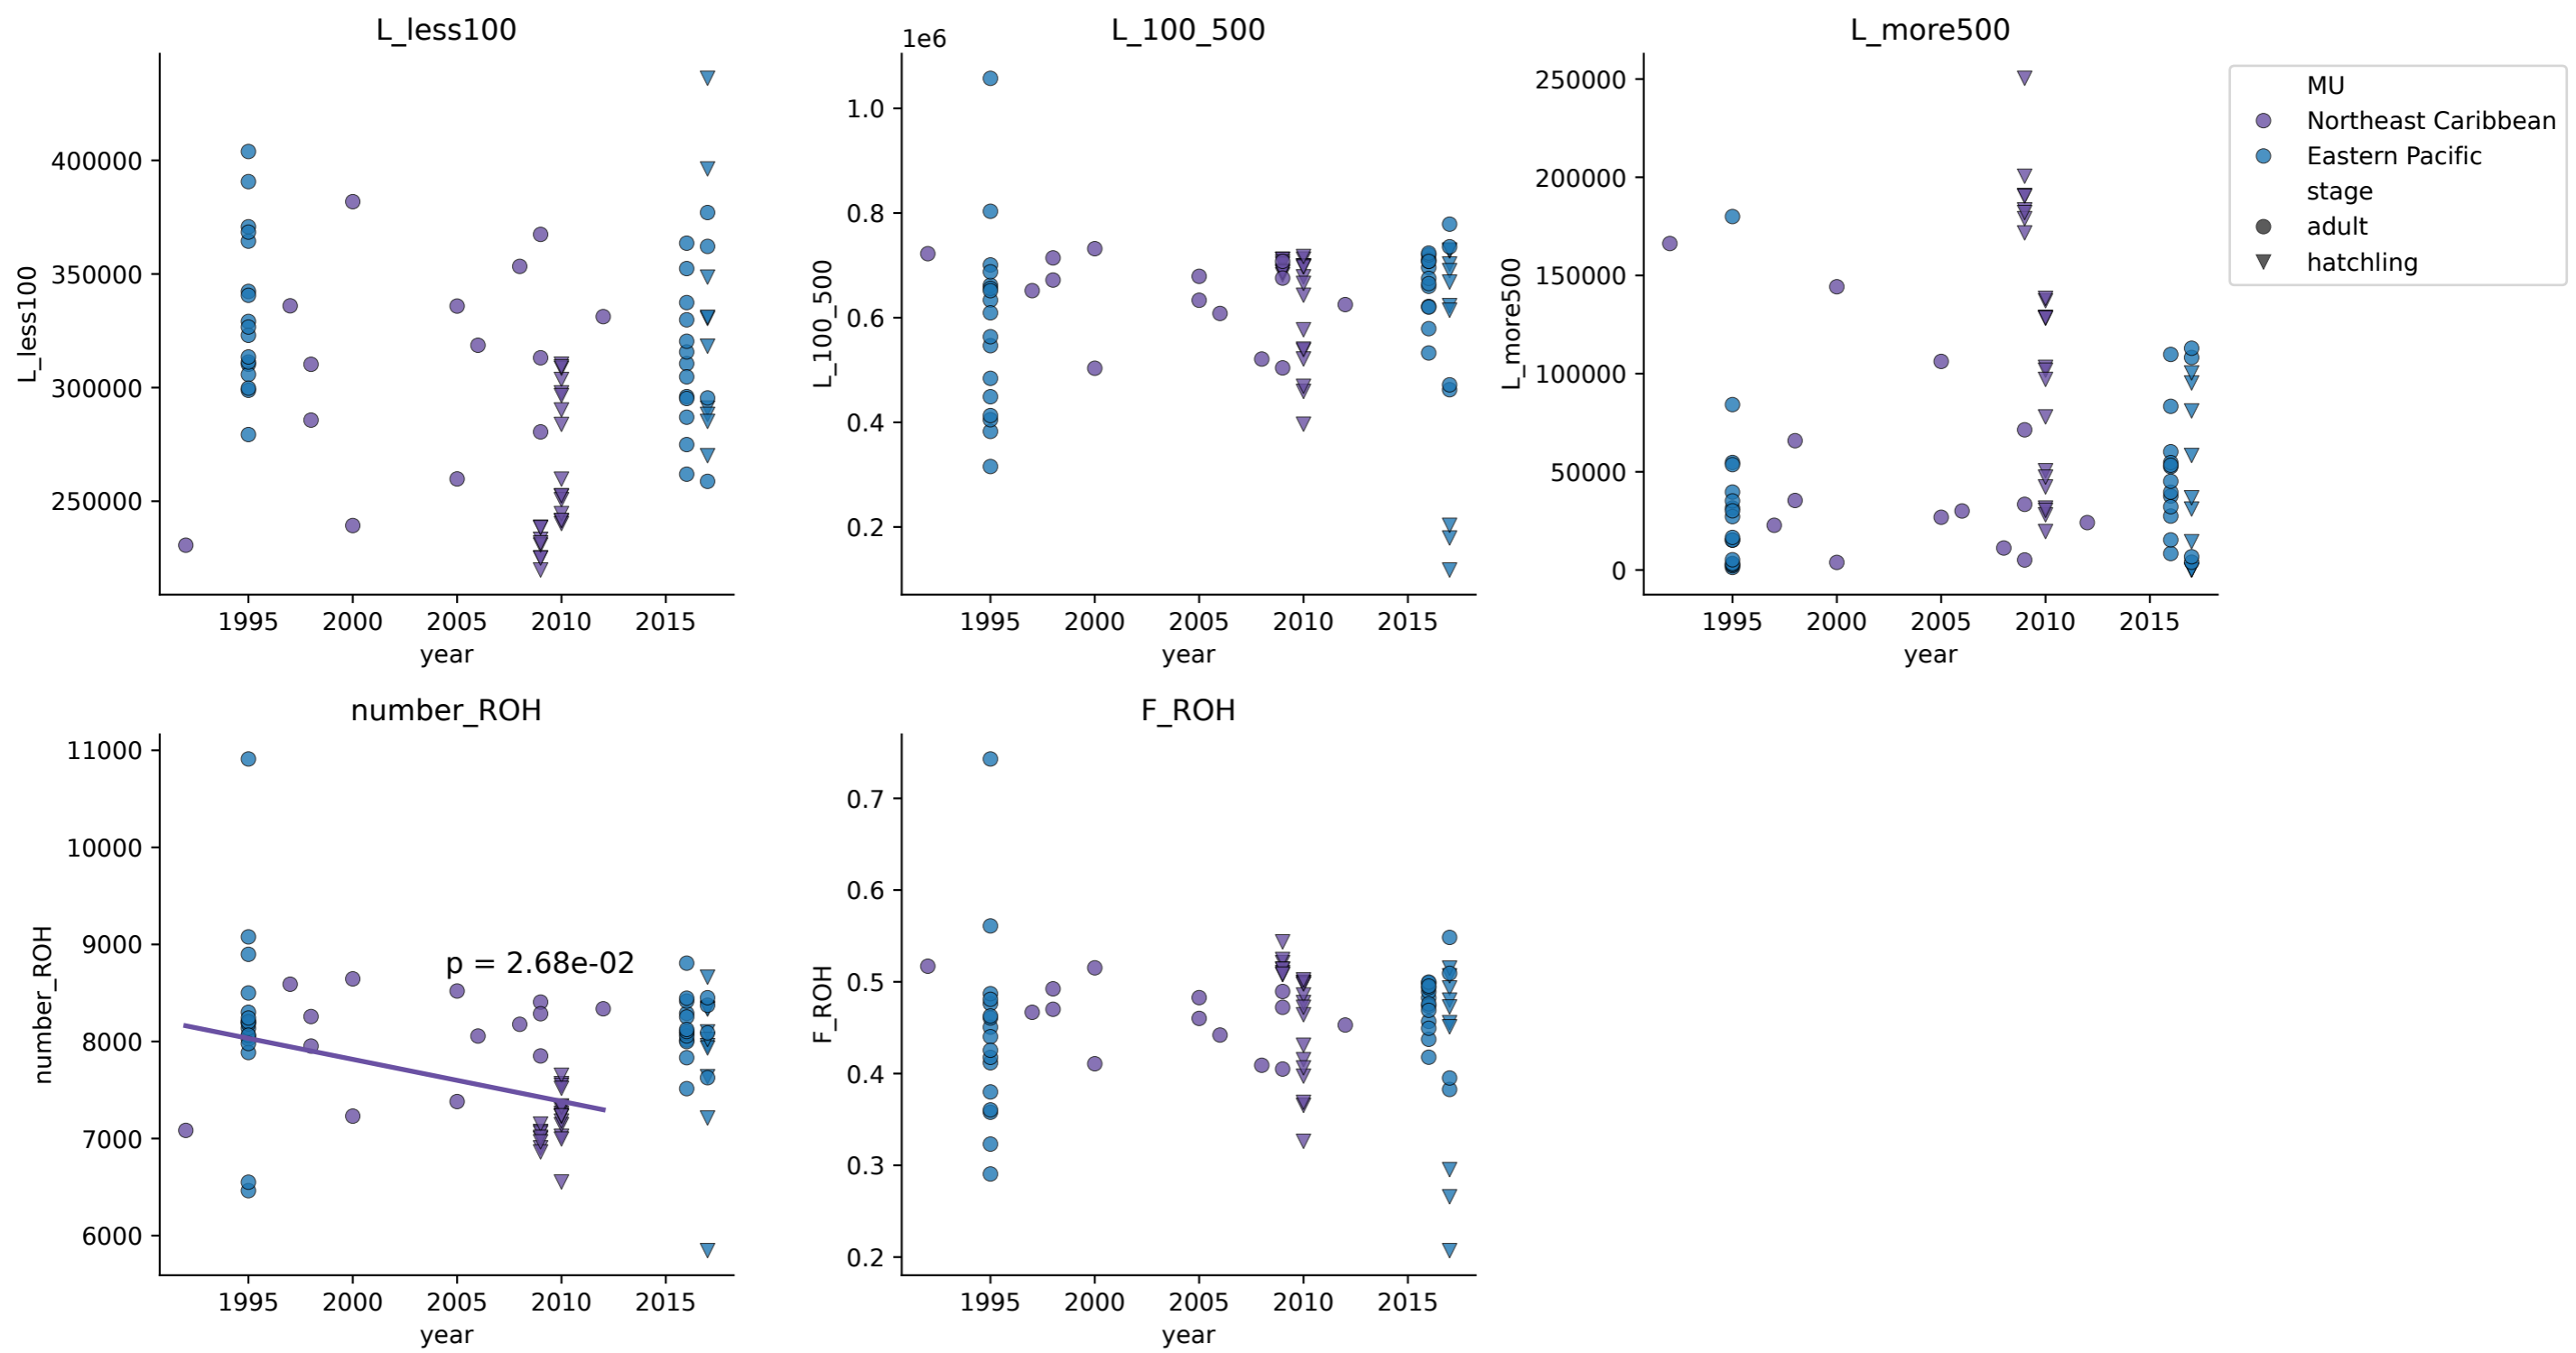 L_less100
L_less100
400000
350000
300000
250000
1995 2000 2005 2010 2015
year
L_100_500
1e6
L_100_500
1.0
0.8
0.6
0.4
0.2
1995 2000 2005 2010 2015
year
L_more500
L_more500
250000
200000
150000
100000
50000
0
1995 2000 2005 2010 2015
year
MU
Northeast Caribbean
Eastern Pacific
stage
adult
hatchling
number_ROH
number_ROH
11000
10000
9000
8000
7000
6000
p = 2.68e-02
1995 2000 2005 2010 2015
year
F_ROH
F_ROH
0.7
0.6
0.5
0.4
0.3
0.2
1995 2000 2005 2010 2015
year